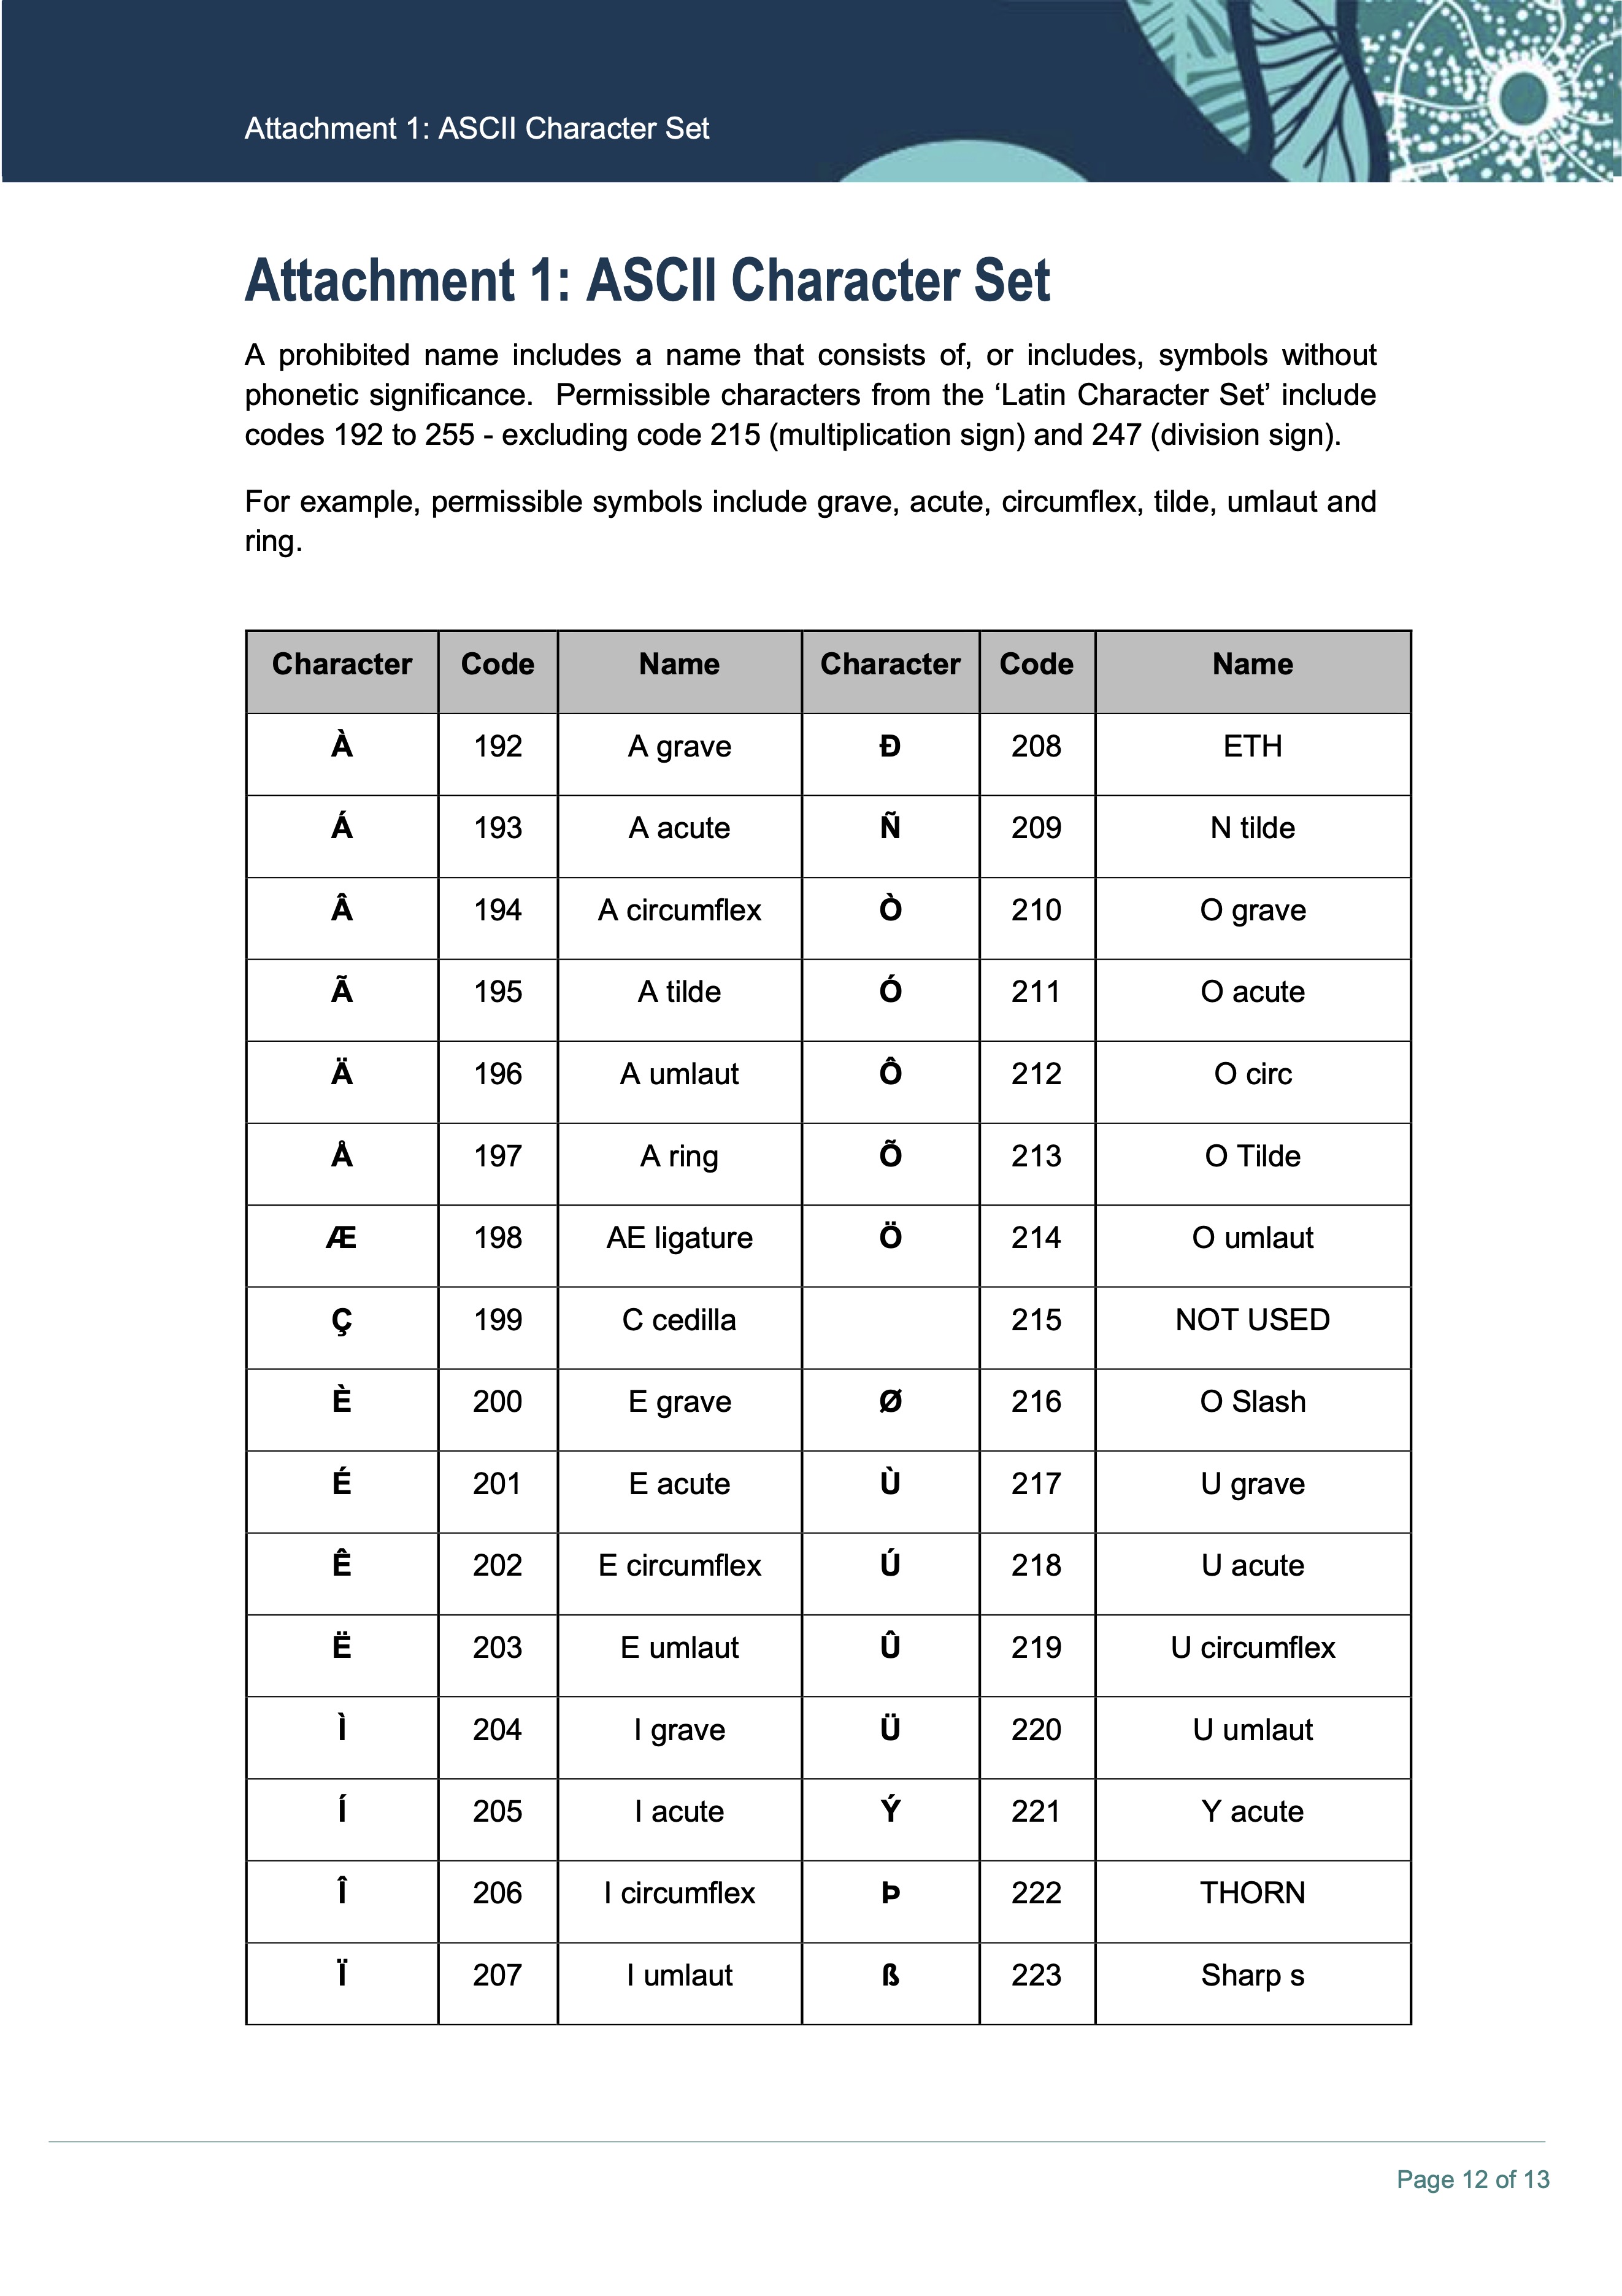 Attachment 1: ASCII Character Set
Attachment 1: ASCII Character Set
A prohibited name includes a name that consists of, or includes, symbols without
phonetic significance.  Permissible characters from the ‘Latin Character Set’ include
codes 192 to 255 - excluding code 215 (multiplication sign) and 247 (division sign).
For example, permissible symbols include grave, acute, circumflex, tilde, umlaut and
ring.
Character Code Name Character Code Name
À 192 A grave Ð 208 ETH
Á 193 A acute Ñ 209 N tilde
Â 194 A circumflex Ò 210 O grave
Ã 195 A tilde Ó 211 O acute
Ä 196 A umlaut Ô 212 O circ
Å 197 A ring Õ 213 O Tilde
Æ 198 AE ligature Ö 214 O umlaut
Ç 199 C cedilla 215 NOT USED
È 200 E grave Ø 216 O Slash
É 201 E acute Ù 217 U grave
Ê 202 E circumflex Ú 218 U acute
Ë 203 E umlaut Û 219 U circumflex
Ì 204 I grave Ü 220 U umlaut
Í 205 I acute Ý 221 Y acute
Î 206 I circumflex Þ 222 THORN
Ï 207 I umlaut ß 223 Sharp s
Page 12 of 13